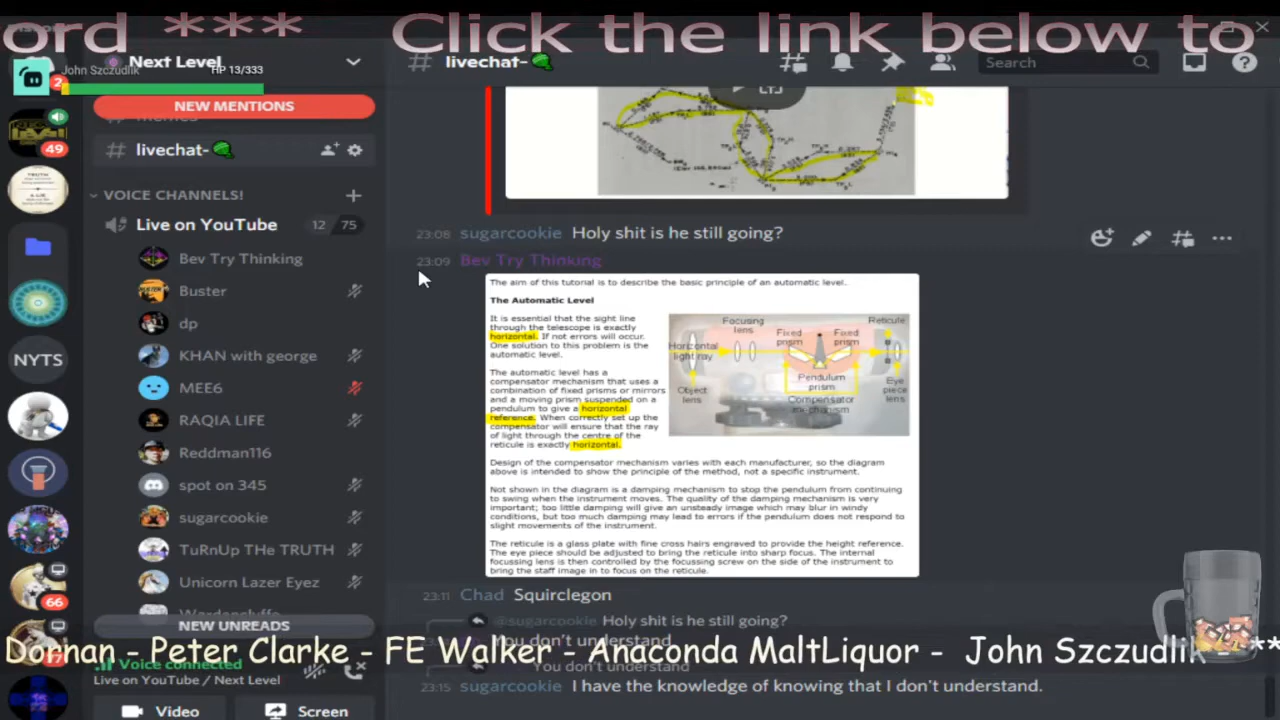 ord *** Click the link below to
John Szczudlik
HP 13/333
Next Level
livechat-
Search
2
NEW MENTIONS
memes
49
livechat-
VOICE CHANNELS!
Live on YouTube
12 75
Bev Try Thinking
Buster
dp
NYTS
KHAN with george
MEE6
RAQIA LIFE
Reddman116
spot on 345
sugarcookie
TuRnUp THe TRUTH
Unicorn Lazer Eyez
66
NEW UNREADS
Voice connected
Live on YouTube / Next Level
Video
Screen
23:08 sugarcookie Holy shit is he still going?
23:09 Bev Try Thinking
The aim of this tutorial is to describe the basic principle of an automatic level.
The Automatic Level
It is essential that the sight line
through the telescope is exactly
horizontal. If not errors will occur.
One solution to this problem is the
automatic level.
The automatic level has a
compensator mechanism that uses a
combination of fixed prisms or mirrors
and a moving prism suspended on a
pendulum to give a horizontal
reference. When correctly set up the
compensator will ensure that the ray
of light through the centre of the
reticule is exactly horizontal.
Focusing
lens
Fixed
prism
Fixed
prism
Reticule
Horizontal
light ray
Object
lens
Pendulum
prism
Compensator
mechanism
Eye
piece
lens
Design of the compensator mechanism varies with each manufacturer, so the diagram
above is intended to show the principle of the method, not a specific instrument.
Not shown in the diagram is a damping mechanism to stop the pendulum from continuing
to swing when the instrument moves. The quality of the damping mechanism is very
important; too little damping will give an unsteady image which may blur in windy
conditions, but too much damping may lead to errors if the pendulum does not respond to
slight movements of the instrument.
The reticule is a glass plate with fine cross hairs engraved to provide the height reference.
The eye piece should be adjusted to bring the reticule into sharp focus. The internal
focussing lens is then controlled by the focussing screw on the side of the instrument to
bring the staff image in to focus on the reticule.
23:11 Chad Squirclegon
@sugarcookie Holy shit is he still going?
You don't understand
You don't understand
Dornan - Peter Clarke - FE Walker - Anaconda MaltLiquor - John Szczudlik **
23:15 sugarcookie I have the knowledge of knowing that I don't understand.